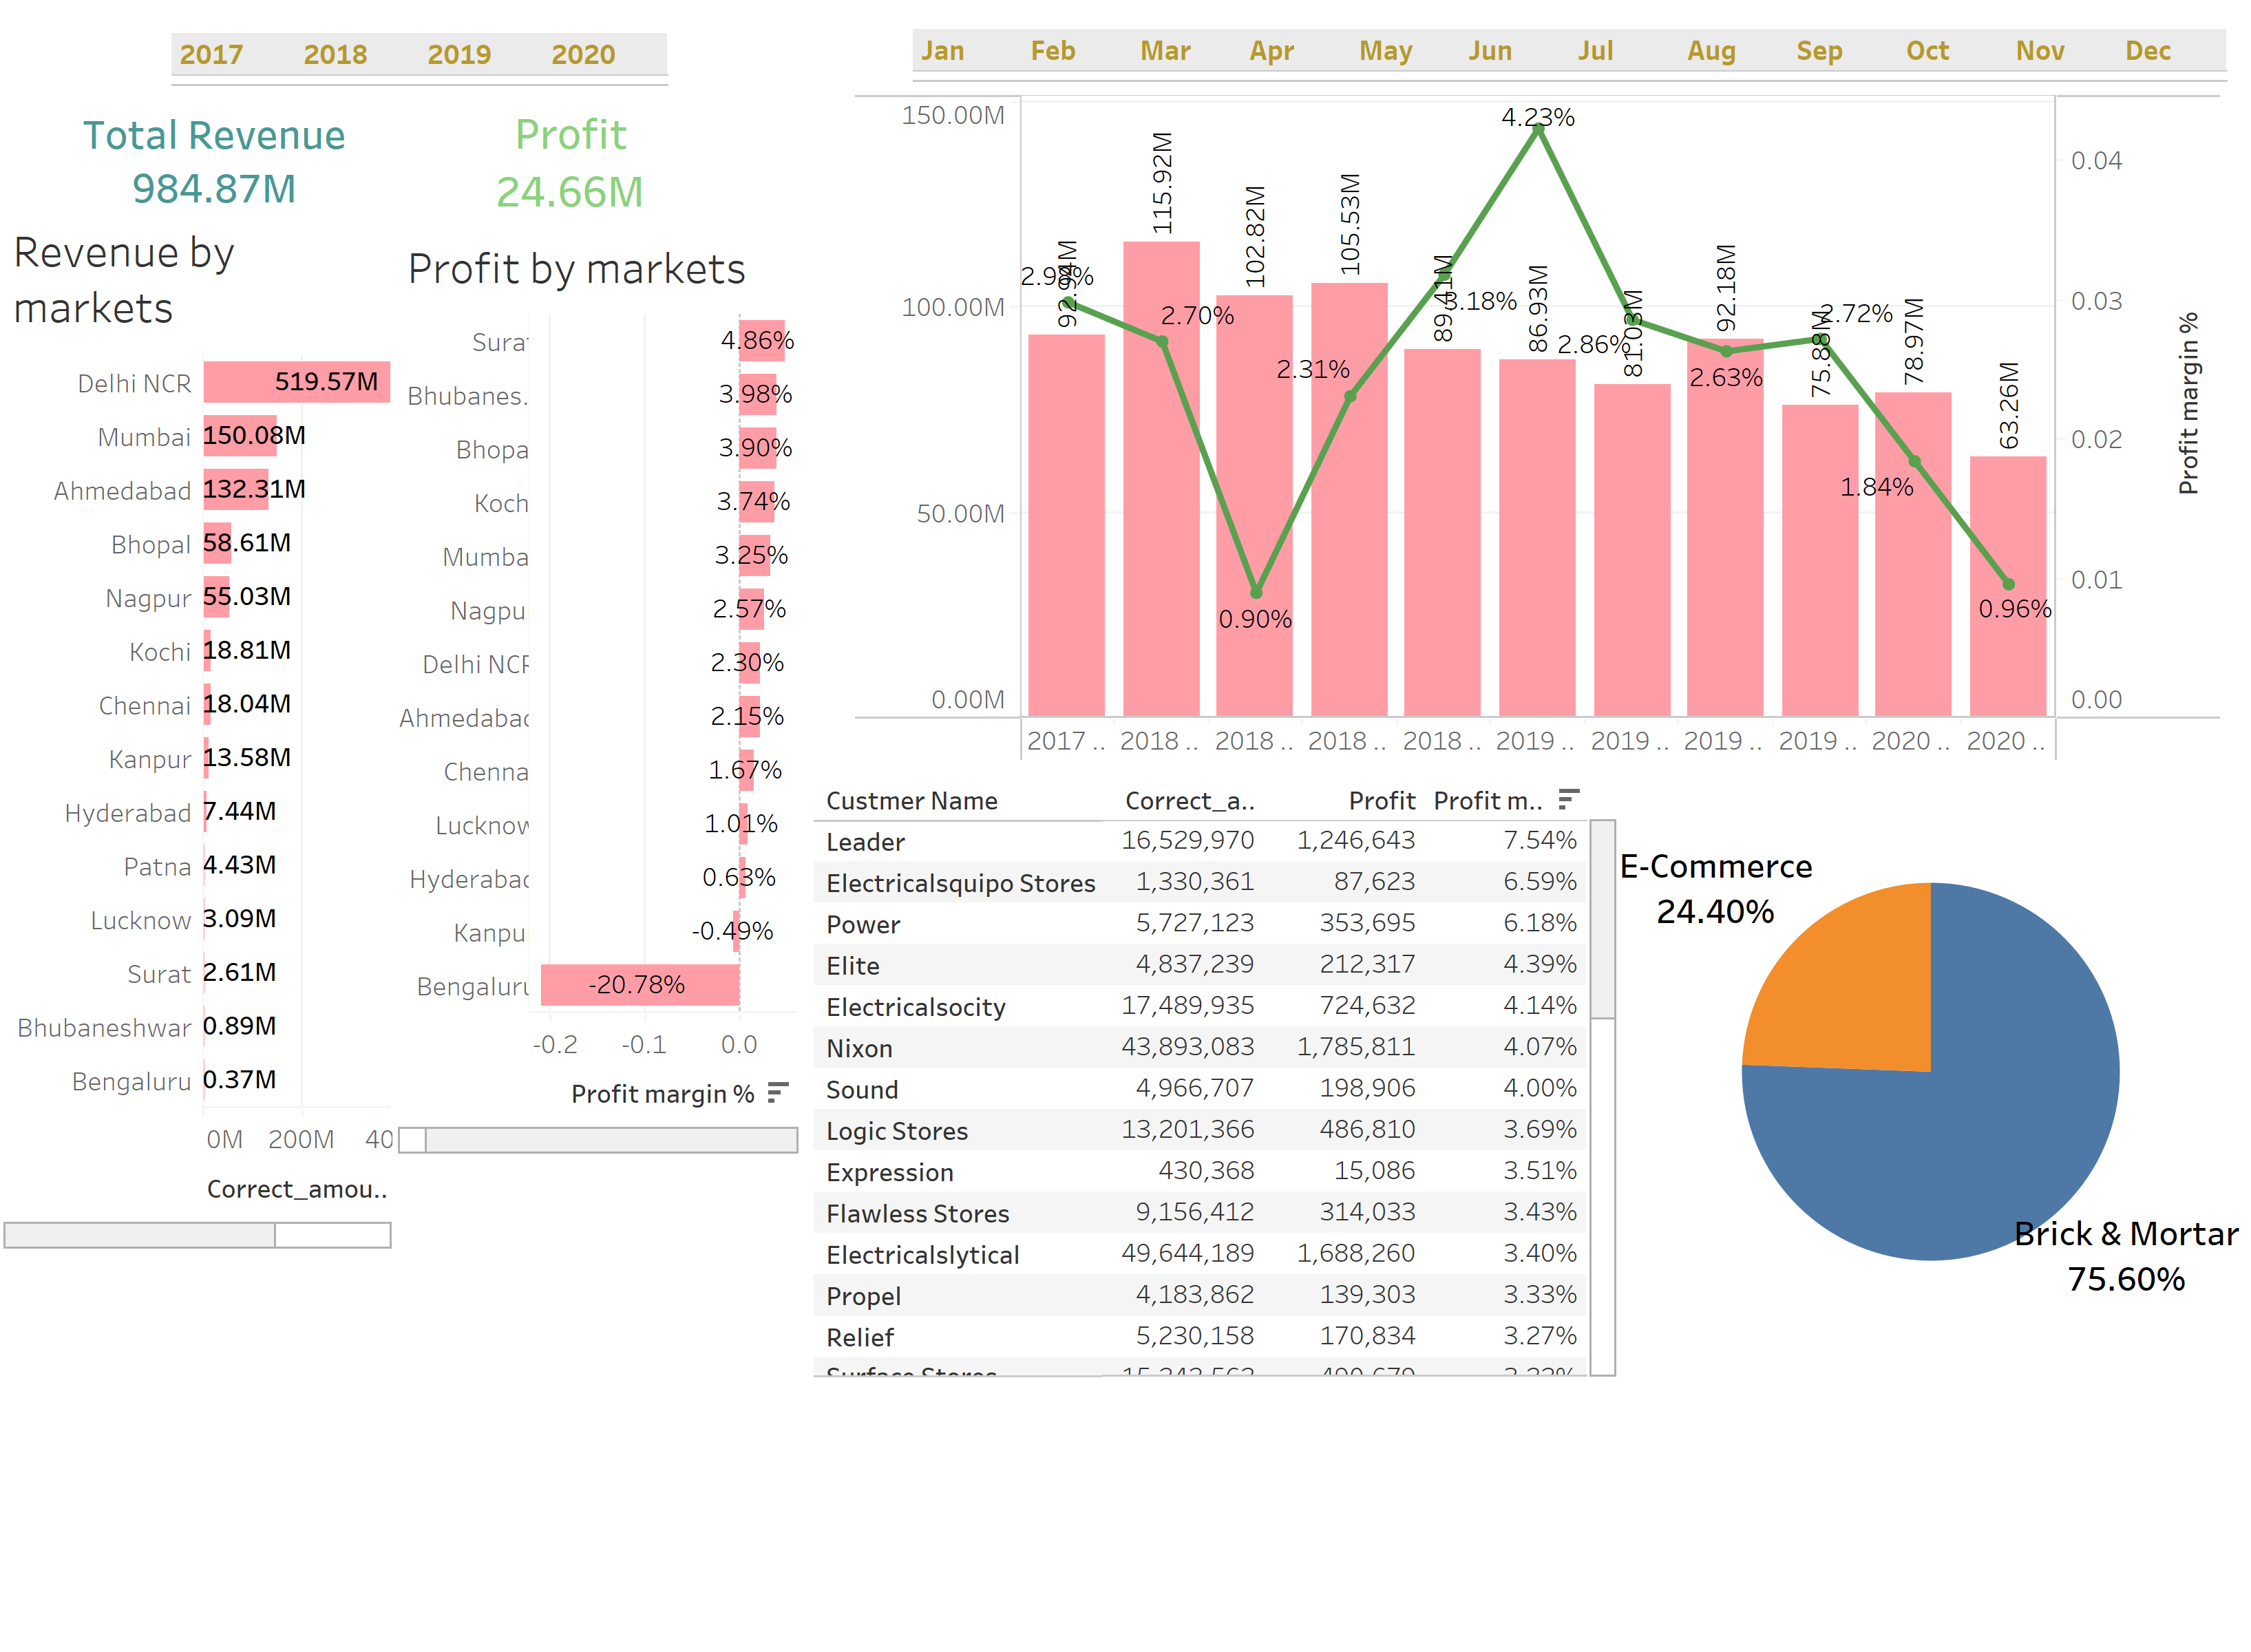 2017 2018 2019 2020
Jan Feb Mar Apr May Jun Jul Aug Sep Oct Nov Dec
Total Revenue
984.87M
Profit
24.66M
Revenue by
markets
Delhi NCR 519.57M
Mumbai 150.08M
Ahmedabad 132.31M
Bhopal 58.61M
Nagpur 55.03M
Kochi 18.81M
Chennai 18.04M
Kanpur 13.58M
Hyderabad 7.44M
Patna 4.43M
Lucknow 3.09M
Surat 2.61M
Bhubaneshwar 0.89M
Bengaluru 0.37M
0M 200M 40
Correct_amou..
Profit by markets
Surat 4.86%
Bhubanes. 3.98%
Bhopa 3.90%
Koch 3.74%
Mumba 3.25%
Nagpu 2.57%
Delhi NCR 2.30%
Ahmedabad 2.15%
Chenna 1.67%
Lucknow 1.01%
Hyderabad 0.63%
Kanpu -0.49%
Bengaluru -20.78%
-0.2 -0.1 0.0
Profit margin %
150.00M
100.00M
50.00M
0.00M
92.94M 115.92M 102.82M 105.53M 89.41M 86.93M 81.03M 92.18M 75.88M 78.97M 63.26M
2.98% 2.70% 0.90% 2.31% 3.18% 4.23% 2.86% 2.63% 2.72% 1.84% 0.96%
0.04
0.03
0.02
0.01
0.00
Profit margin %
2017 .. 2018 .. 2018 .. 2018 .. 2018 .. 2019 .. 2019 .. 2019 .. 2019 .. 2020 .. 2020 ..
Custmer Name Correct_a.. Profit Profit m..
Leader 16,529,970 1,246,643 7.54%
Electricalsquipo Stores 1,330,361 87,623 6.59%
Power 5,727,123 353,695 6.18%
Elite 4,837,239 212,317 4.39%
Electricalsocity 17,489,935 724,632 4.14%
Nixon 43,893,083 1,785,811 4.07%
Sound 4,966,707 198,906 4.00%
Logic Stores 13,201,366 486,810 3.69%
Expression 430,368 15,086 3.51%
Flawless Stores 9,156,412 314,033 3.43%
Electricalslytical 49,644,189 1,688,260 3.40%
Propel 4,183,862 139,303 3.33%
Relief 5,230,158 170,834 3.27%
Surface Stores
E-Commerce
24.40%
Brick & Mortar
75.60%